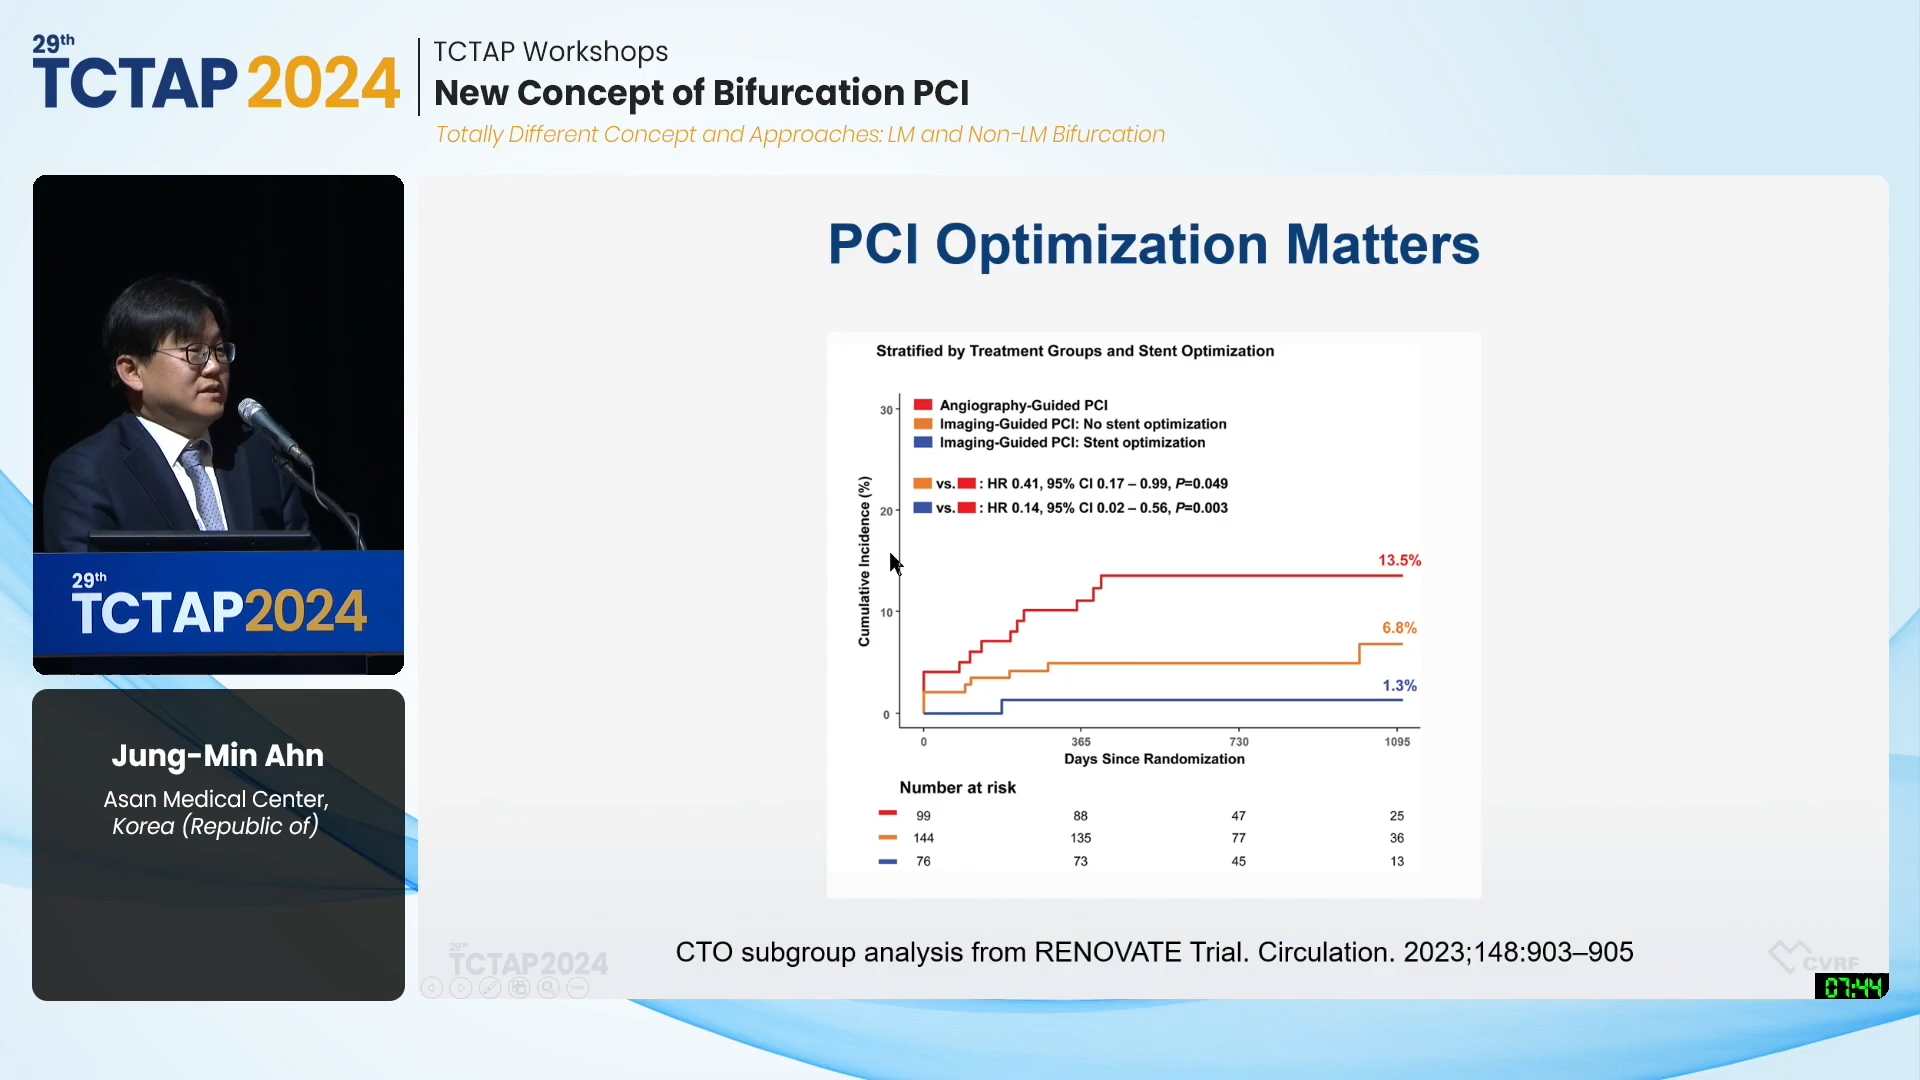 29th
TCTAP 2024
TCTAP Workshops
New Concept of Bifurcation PCI
Totally Different Concept and Approaches: LM and Non-LM Bifurcation
29th
TCTAP2024
Jung-Min Ahn
Asan Medical Center,
Korea (Republic of)
PCI Optimization Matters
Stratified by Treatment Groups and Stent Optimization
Angiography-Guided PCI
Imaging-Guided PCI: No stent optimization
Imaging-Guided PCI: Stent optimization
vs. : HR 0.41, 95% CI 0.17 – 0.99, P=0.049
vs. : HR 0.14, 95% CI 0.02 – 0.56, P=0.003
Cumulative Incidence (%)
30
20
10
0
13.5%
6.8%
1.3%
0 365 730 1095
Days Since Randomization
Number at risk
99 88 47 25
144 135 77 36
76 73 45 13
CTO subgroup analysis from RENOVATE Trial. Circulation. 2023;148:903–905
29th
TCTAP2024
CVRF
07:44